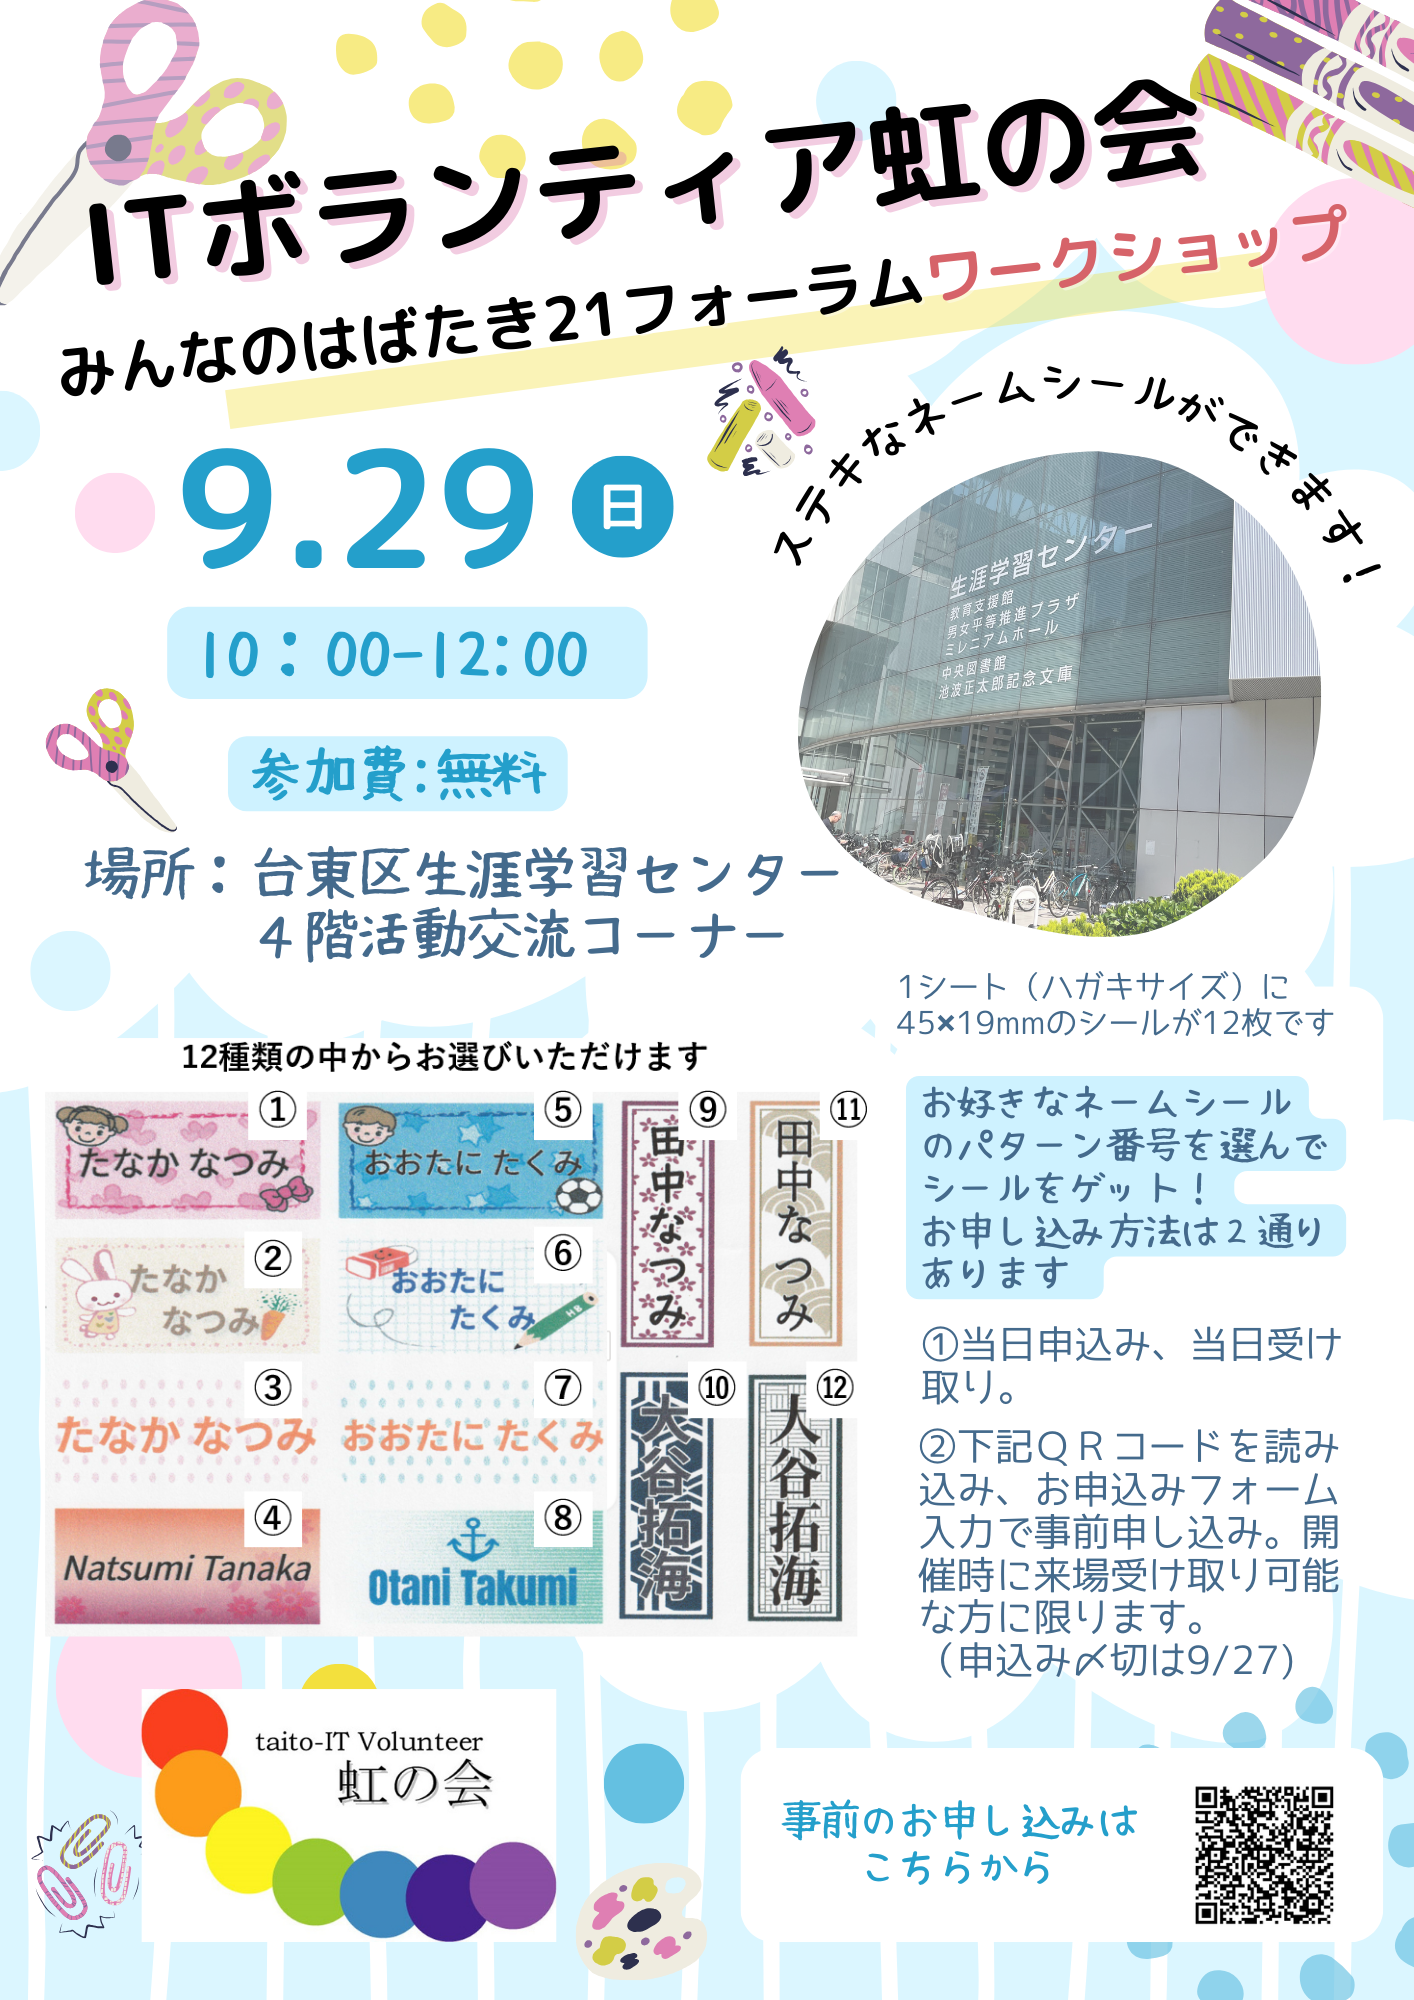 ITボランティア虹の会
みんなのはばたき21フォーラムワークショップ
9.29 日
10：00-12:00
参加費:無料
場所：台東区生涯学習センター
４階活動交流コーナー
ステキなネームシールができます！
生涯学習センター
教育支援館
男女平等推進プラザ
ミレニアムホール
中央図書館
池波正太郎記念文庫
1シート（ハガキサイズ）に
45×19mmのシールが12枚です
12種類の中からお選びいただけます
①
たなか なつみ
②
たなか
なつみ
③
たなか なつみ
④
Natsumi Tanaka
⑤
おおたに たくみ
⑥
おおたに
たくみ
HB
⑦
おおたに たくみ
⑧
Otani Takumi
⑨
田中なつみ
⑩
大谷拓海
⑪
田中なつみ
⑫
大谷拓海
お好きなネームシール
のパターン番号を選んで
シールをゲット！
お申し込み方法は２通り
あります
①当日申込み、当日受け
取り。
②下記ＱＲコードを読み
込み、お申込みフォーム
入力で事前申し込み。開
催時に来場受け取り可能
な方に限ります。
（申込み〆切は9/27)
taito-IT Volunteer
虹の会
事前のお申し込みは
こちらから